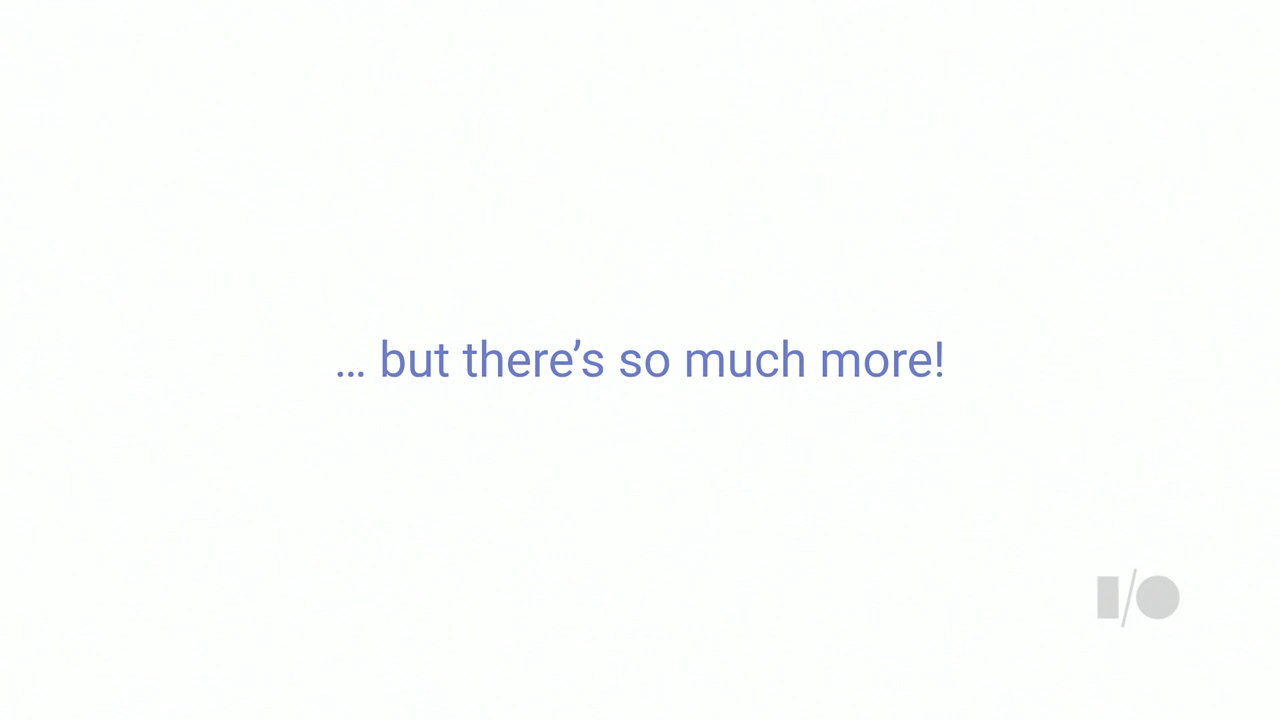 … but there’s so much more!
I/O